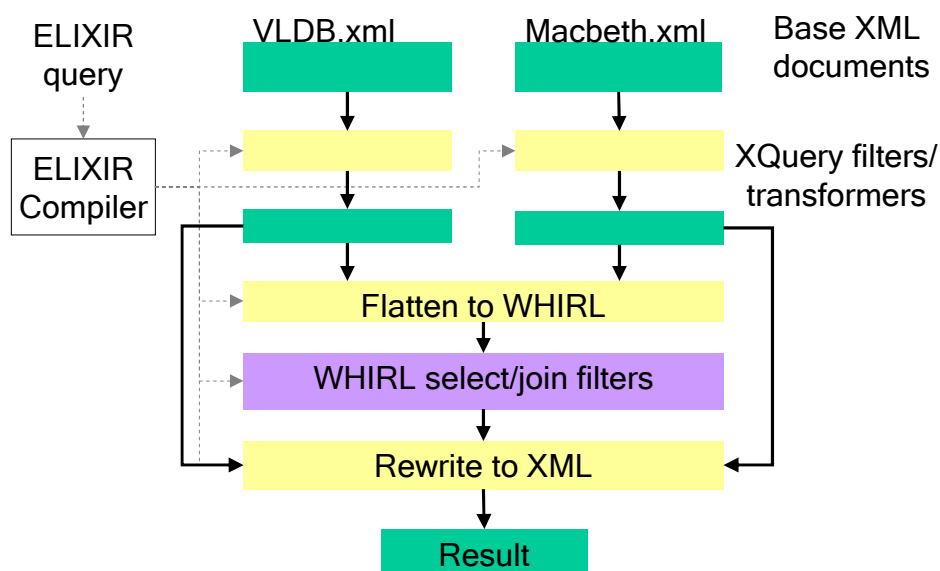 ELIXIR
query
VLDB.xml
Macbeth.xml
Base XML
documents
ELIXIR
Compiler
XQuery filters/
transformers
Flatten to WHIRL
WHIRL select/join filters
Rewrite to XML
Result